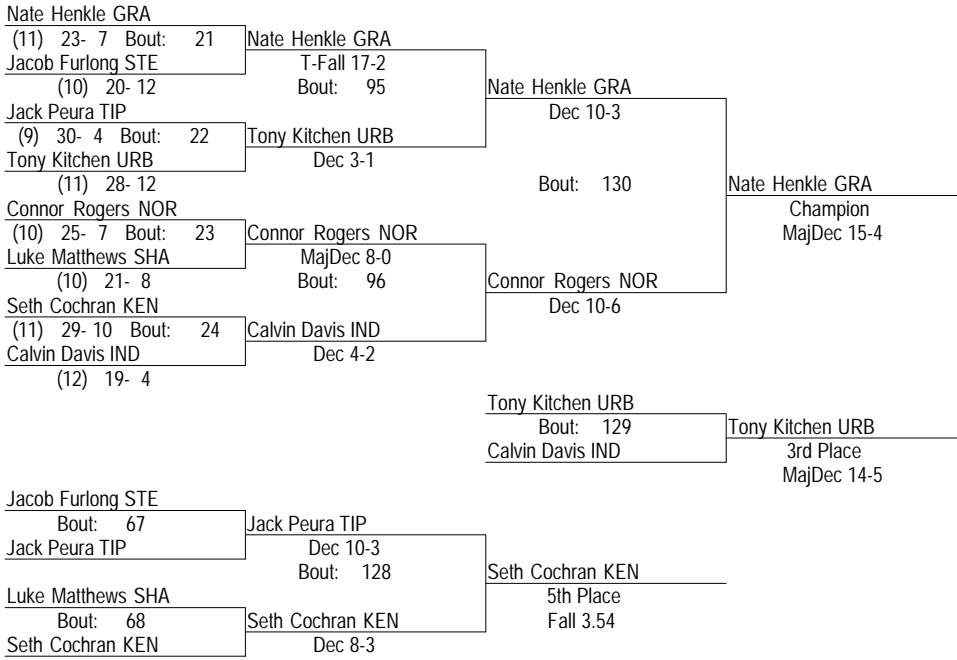 Nate Henkle GRA
(11) 23- 7 Bout: 21
Jacob Furlong STE
(10) 20- 12
Jack Peura TIP
(9) 30- 4 Bout: 22
Tony Kitchen URB
(11) 28- 12
Connor Rogers NOR
(10) 25- 7 Bout: 23
Luke Matthews SHA
(10) 21- 8
Seth Cochran KEN
(11) 29- 10 Bout: 24
Calvin Davis IND
(12) 19- 4
Nate Henkle GRA
T-Fall 17-2
Bout: 95
Tony Kitchen URB
Dec 3-1
Connor Rogers NOR
MajDec 8-0
Bout: 96
Calvin Davis IND
Dec 4-2
Nate Henkle GRA
Dec 10-3
Bout: 130
Connor Rogers NOR
Dec 10-6
Nate Henkle GRA
Champion
MajDec 15-4
Tony Kitchen URB
Bout: 129
Calvin Davis IND
Tony Kitchen URB
3rd Place
MajDec 14-5
Jacob Furlong STE
Bout: 67
Jack Peura TIP
Luke Matthews SHA
Bout: 68
Seth Cochran KEN
Jack Peura TIP
Dec 10-3
Bout: 128
Seth Cochran KEN
Dec 8-3
Seth Cochran KEN
5th Place
Fall 3.54